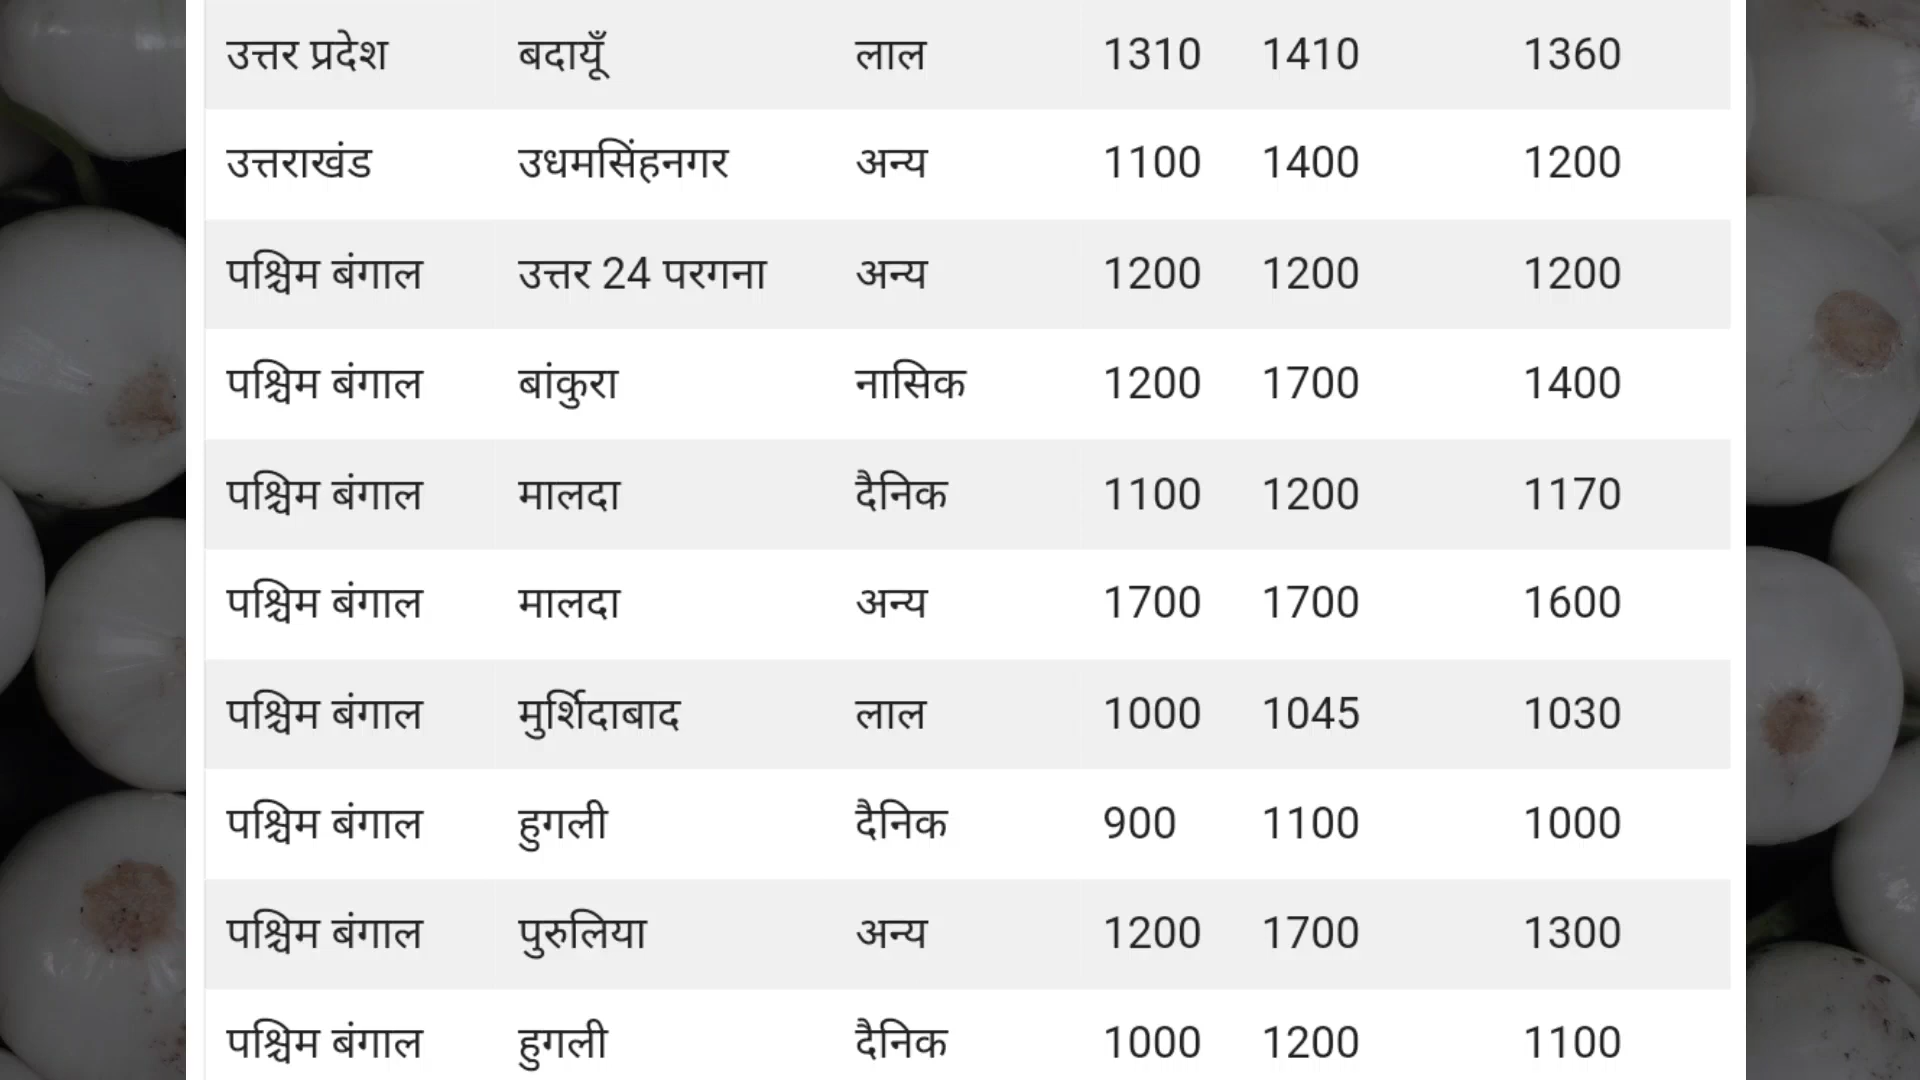 उत्तर प्रदेश बदायूँ लाल 1310 1410 1360
उत्तराखंड उधमसिंहनगर अन्य 1100 1400 1200
पश्चिम बंगाल उत्तर 24 परगना अन्य 1200 1200 1200
पश्चिम बंगाल बांकुरा नासिक 1200 1700 1400
पश्चिम बंगाल मालदा दैनिक 1100 1200 1170
पश्चिम बंगाल मालदा अन्य 1700 1700 1600
पश्चिम बंगाल मुर्शिदाबाद लाल 1000 1045 1030
पश्चिम बंगाल हुगली दैनिक 900 1100 1000
पश्चिम बंगाल पुरुलिया अन्य 1200 1700 1300
पश्चिम बंगाल हुगली दैनिक 1000 1200 1100